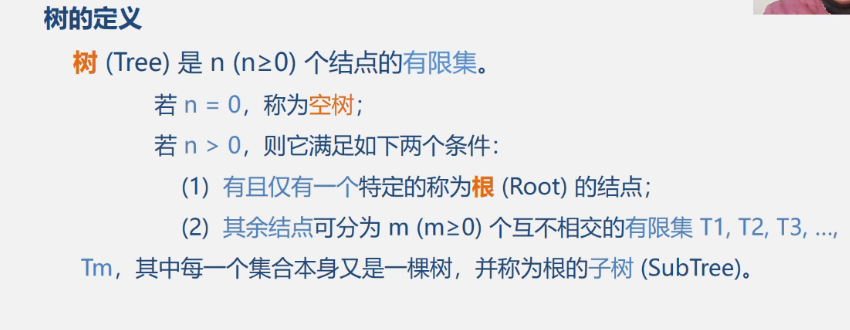 树的定义
树 (Tree) 是 n (n≥0) 个结点的有限集。
若 n = 0，称为空树；
若 n > 0，则它满足如下两个条件：
(1) 有且仅有一个特定的称为根 (Root) 的结点；
(2) 其余结点可分为 m (m≥0) 个互不相交的有限集 T1, T2, T3, …,
Tm，其中每一个集合本身又是一棵树，并称为根的子树 (SubTree)。